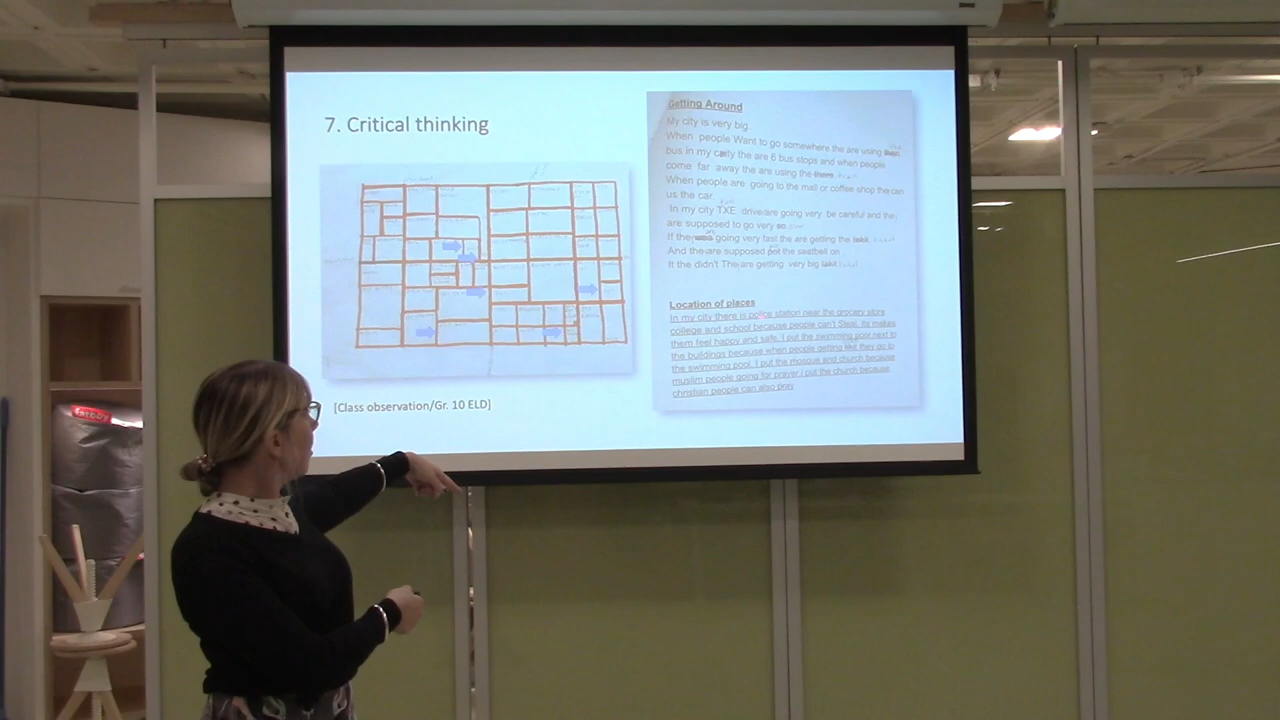 7. Critical thinking
[Class observation/Gr. 10 ELD]
Getting Around
My city is very big.
When people Want to go somewhere the are using
bus in my caity the are 6 bus stops and when people
come far away the are using the there
When people are going to the mall or coffee shop the can
us the car.
In my city TXE drive are going very be careful and the
are supposed to go very so
If the going very fast the are getting the takk
And the are supposed pot the seatbelt on
It the didn't The are getting very big takk
Location of places
In my city there is police station near the grocery store
college and school because people can't Steal, its makes
them feel happy and safe. I put the swimming pool next to
the buildings because when people getting they go to
the swimming pool. I put the mosque and church because
muslim people going for prayer i put the church because
christian people can also pray
fatboy